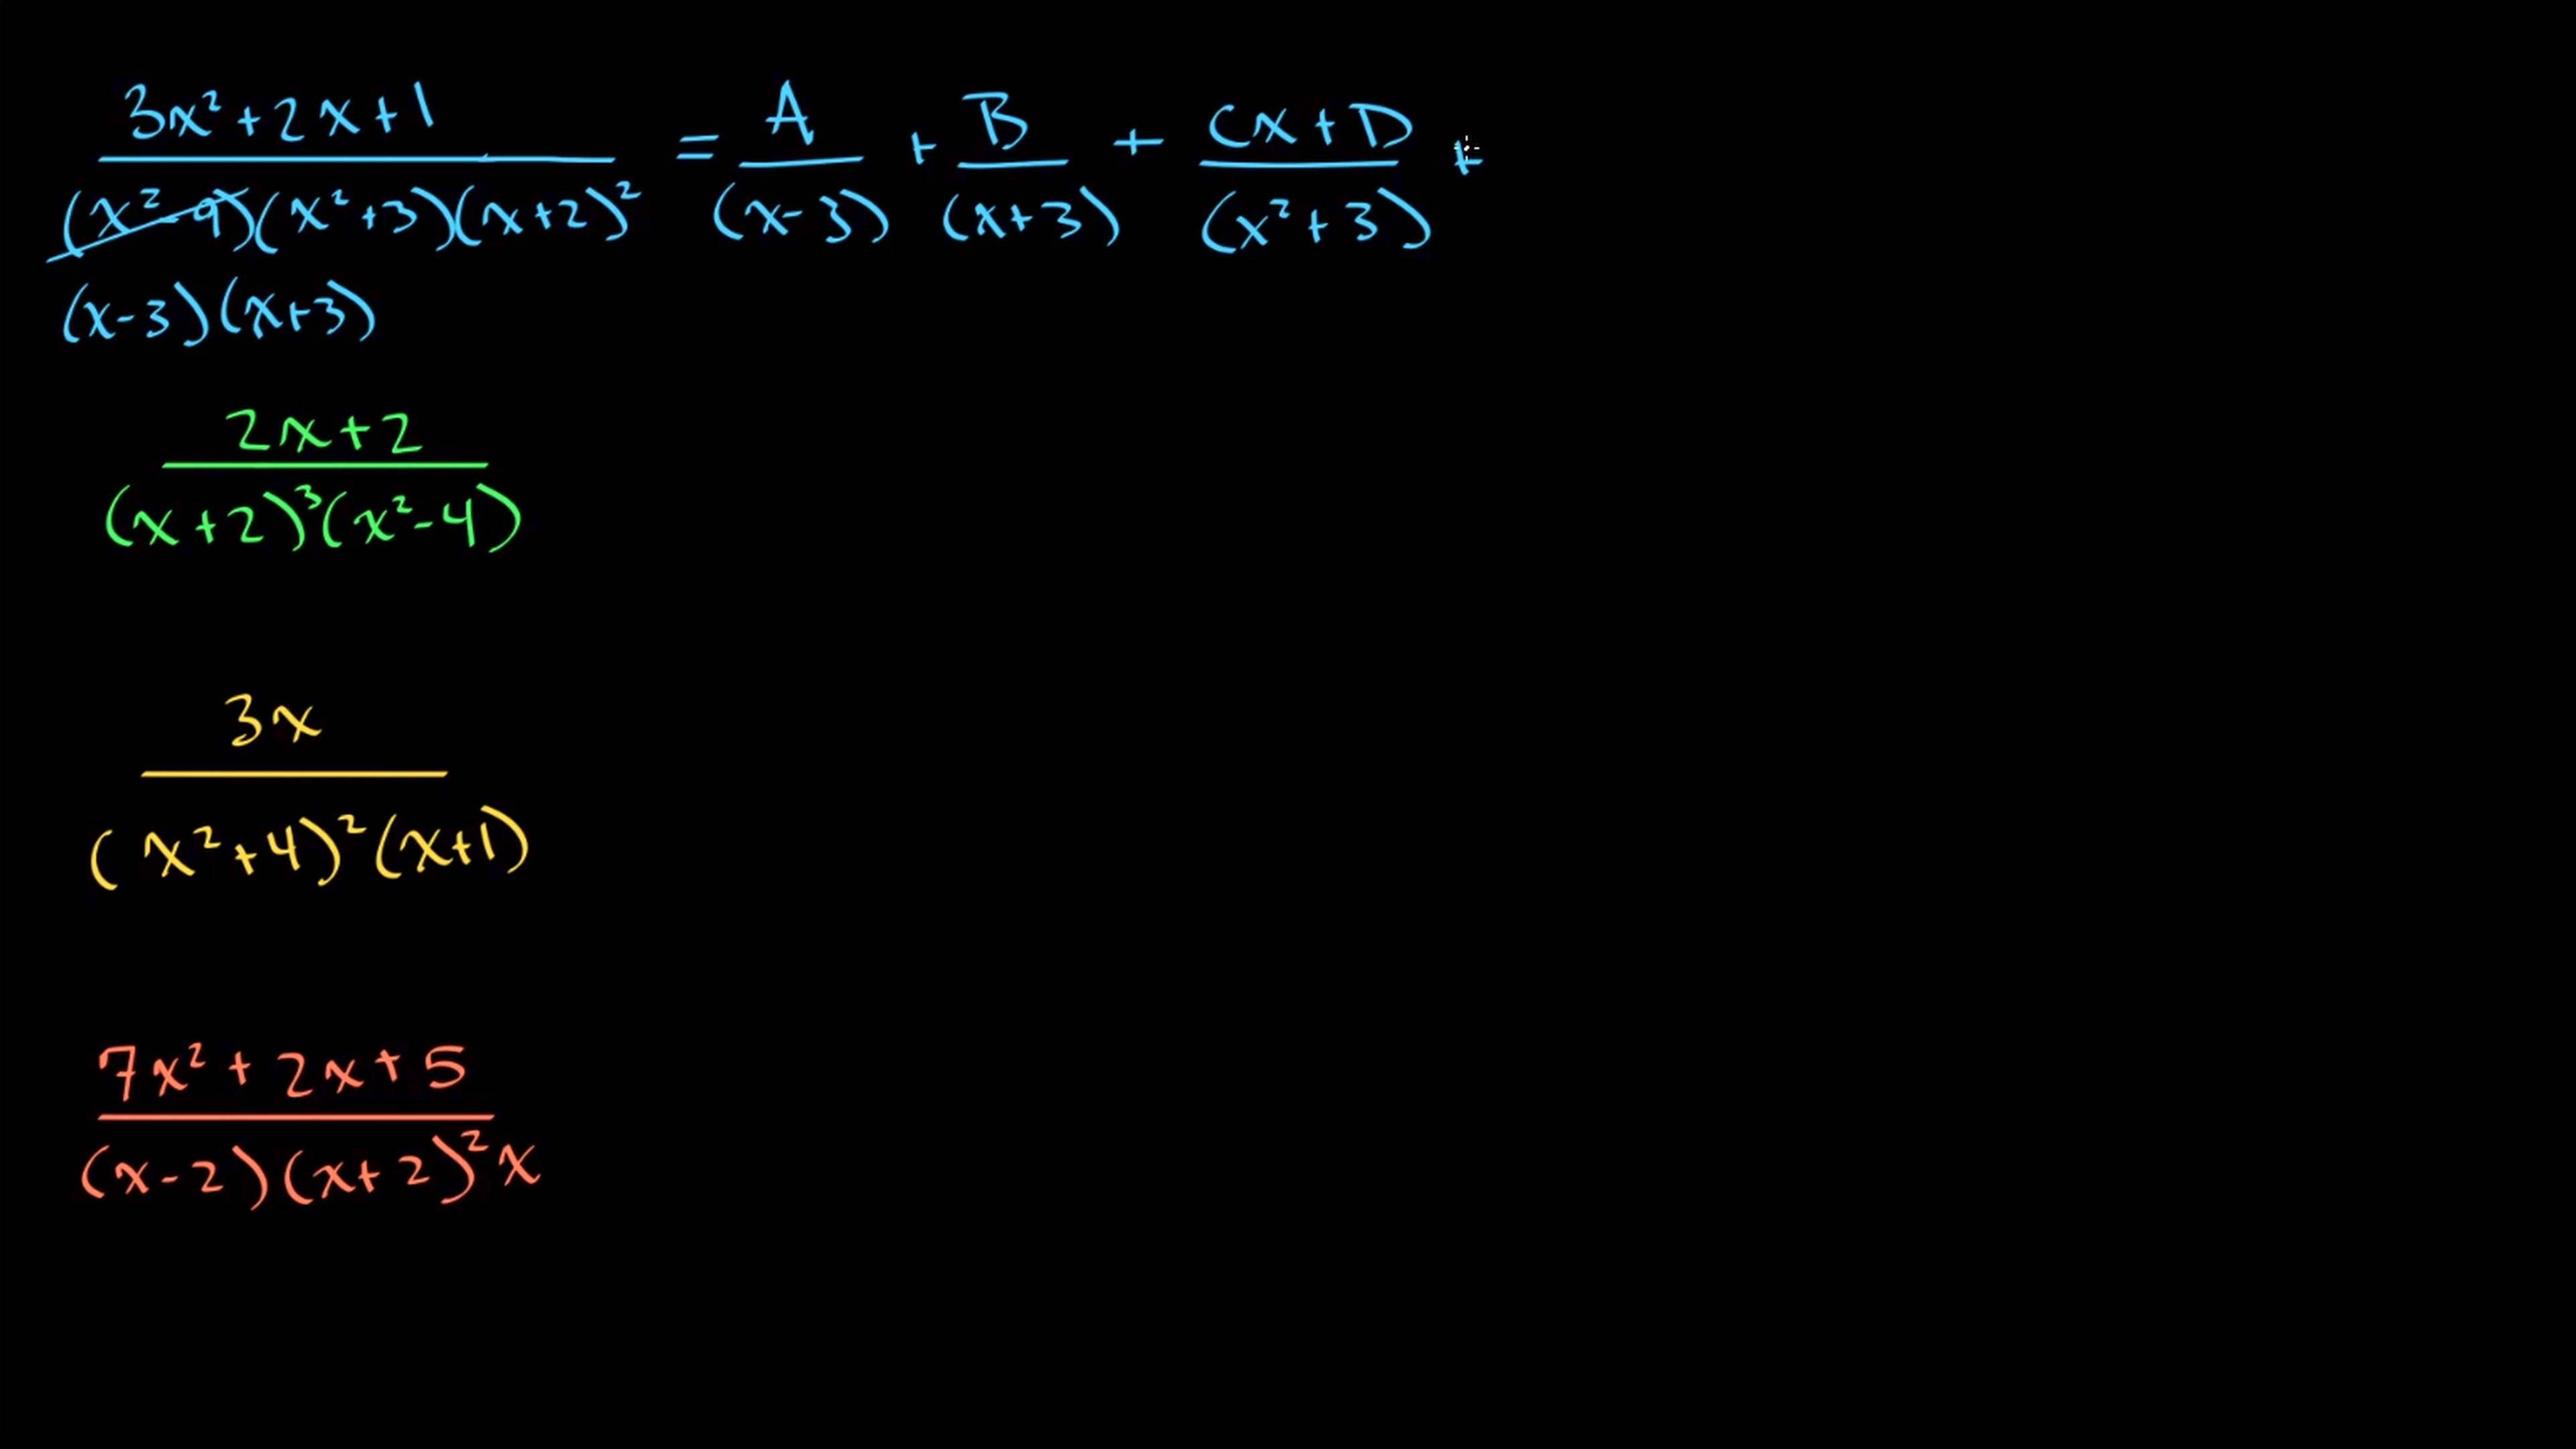 3x² + 2x + 1 = A + B + Cx + D +
(x² - 9)(x² + 3)(x + 2)² (x - 3) (x + 3) (x² + 3)
(x - 3)(x + 3)
2x + 2
(x + 2)³(x² - 4)
3x
(x² + 4)²(x + 1)
7x² + 2x + 5
(x - 2)(x + 2)²x